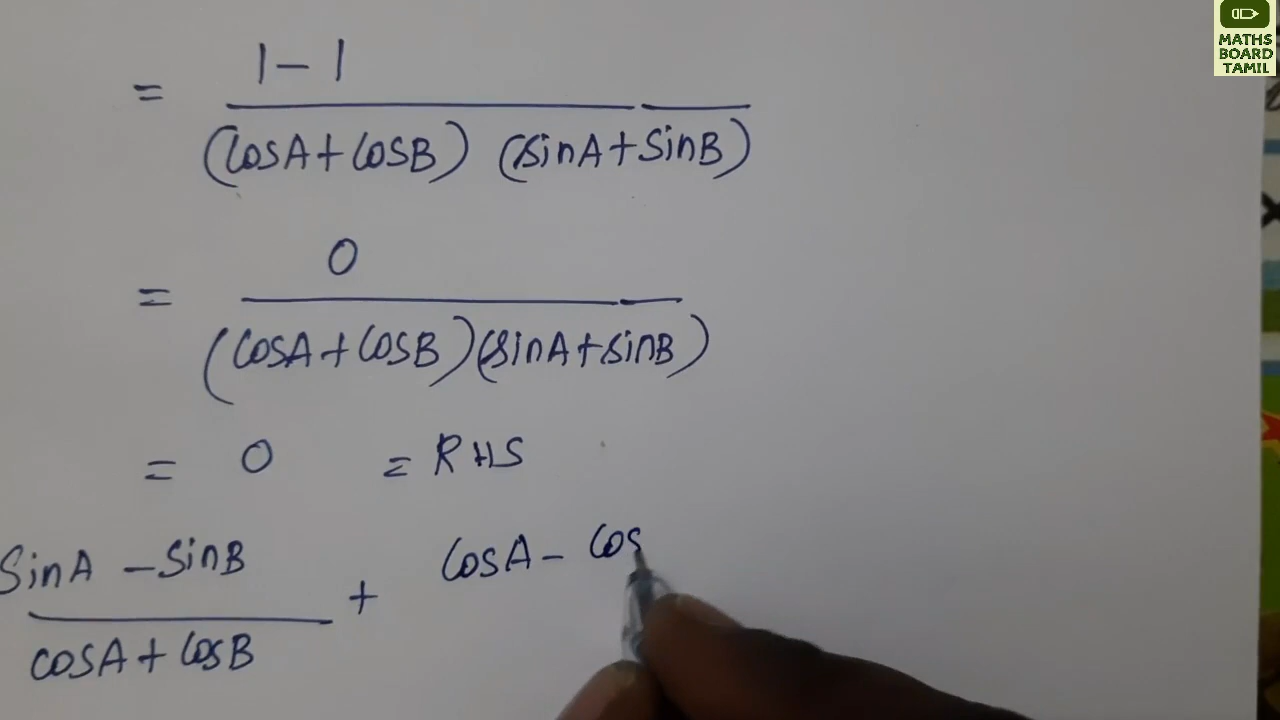 MATHS
BOARD
TAMIL
1 - 1
=
(cosA + cosB) (sinA + sinB)
0
=
(cosA + cosB)(sinA + sinB)
= 0 = RHS
SinA - SinB + cosA - cos
cosA + cosB